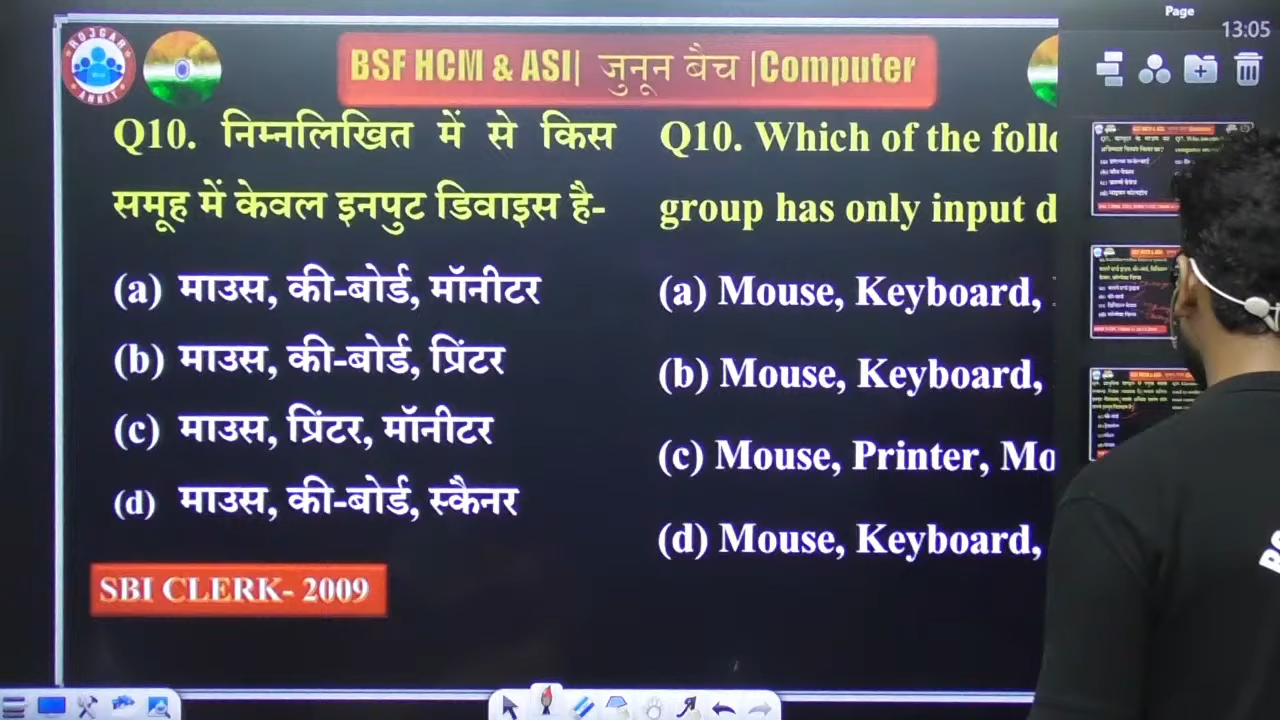 Page
13:05
ROJGAR
ANKIT
BSF HCM & ASI| जुनून बैच |Computer
Q10. निम्नलिखित में से किस
समूह में केवल इनपुट डिवाइस है-
(a) माउस, की-बोर्ड, मॉनीटर
(b) माउस, की-बोर्ड, प्रिंटर
(c) माउस, प्रिंटर, मॉनीटर
(d) माउस, की-बोर्ड, स्कैनर
SBI CLERK- 2009
Q10. Which of the
group has only input
(a) Mouse, Keyboard,
(b) Mouse, Keyboard,
(c) Mouse, Printer,
(d) Mouse, Keyboard,